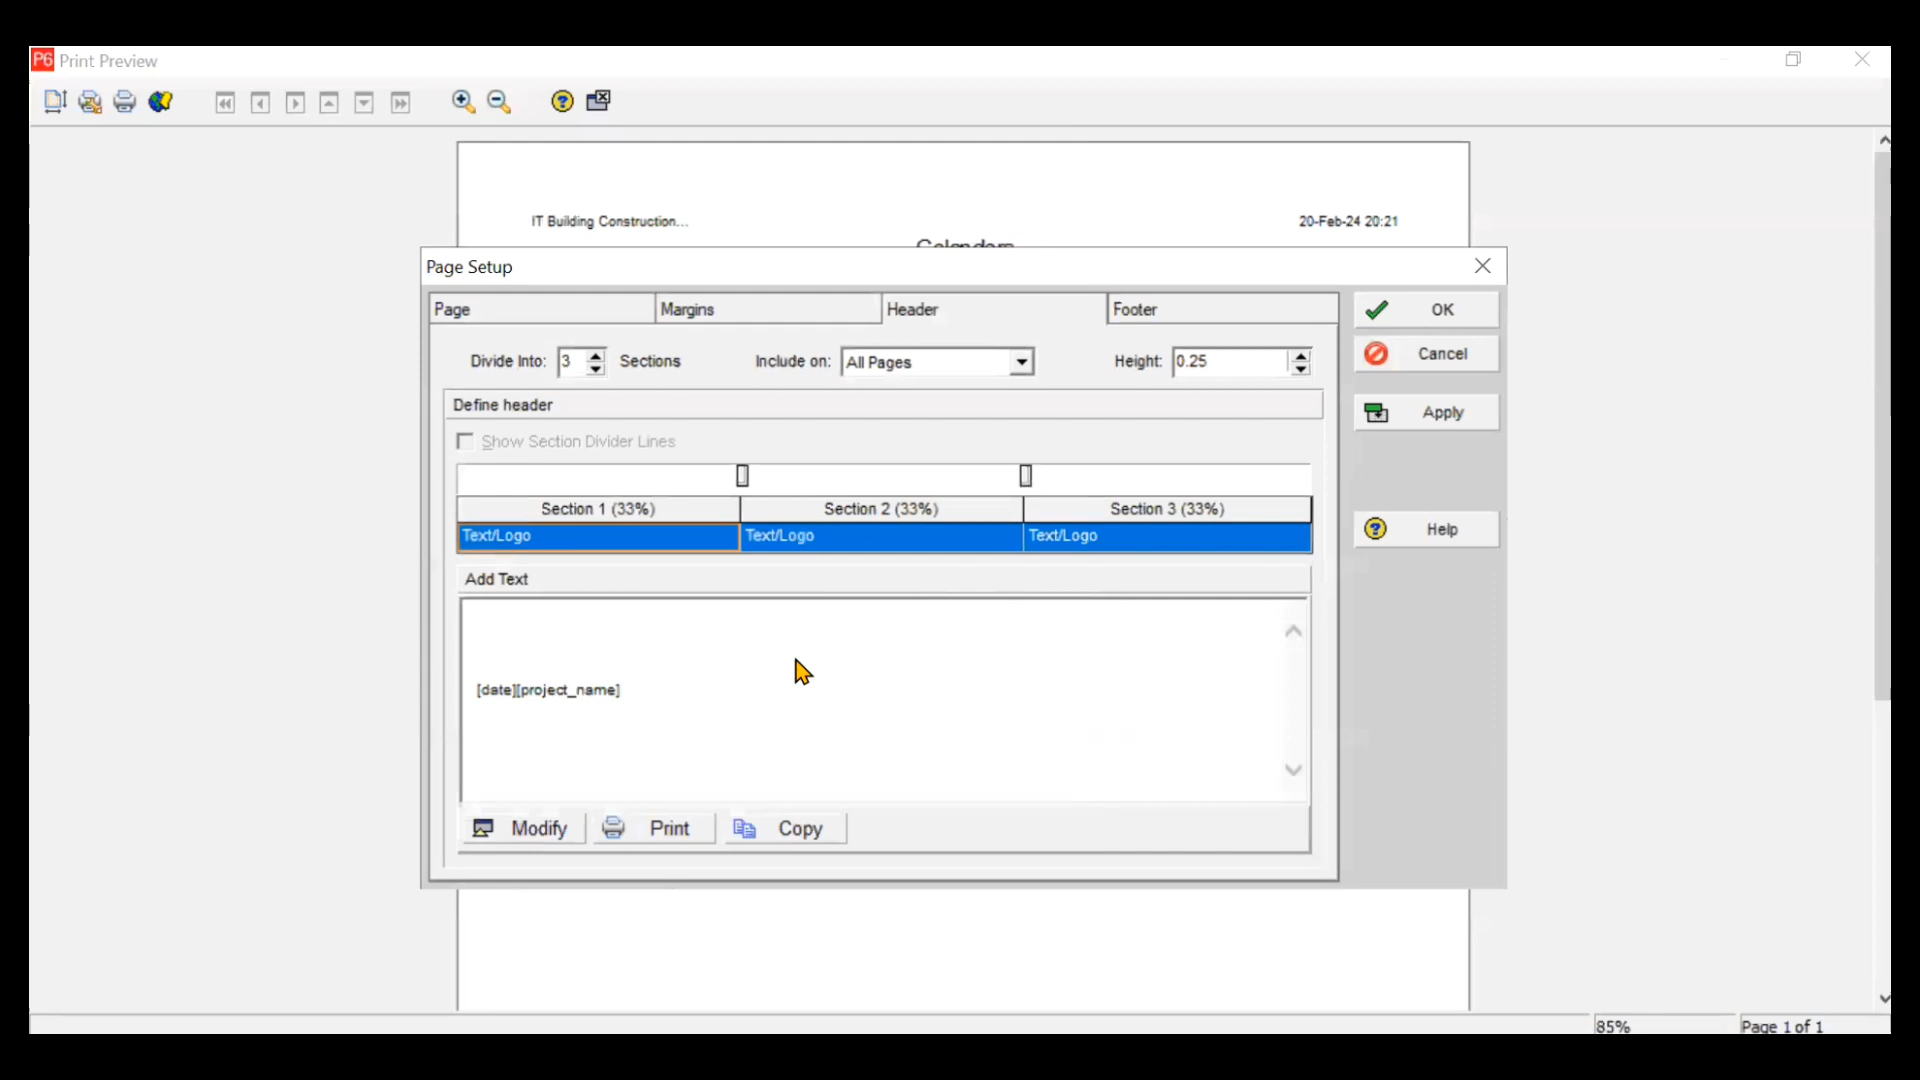 P6 Print Preview
IT Building Construction... 20-Feb-24 20:21
Calendars
Page Setup
Page Margins Header Footer
OK
Divide Into: 3 Sections Include on: All Pages Height: 0.25
Cancel
Define header
Apply
Show Section Divider Lines
Section 1 (33%) Section 2 (33%) Section 3 (33%)
Text/Logo Text/Logo Text/Logo
Help
Add Text
[date][project_name]
Modify Print Copy
85% Page 1 of 1